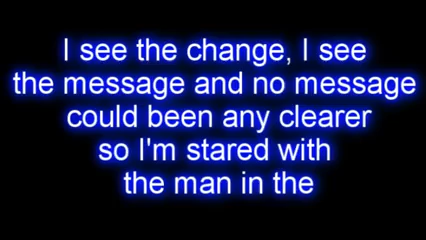 I see the change, I see
the message and no message
could been any clearer
so I'm stared with
the man in the